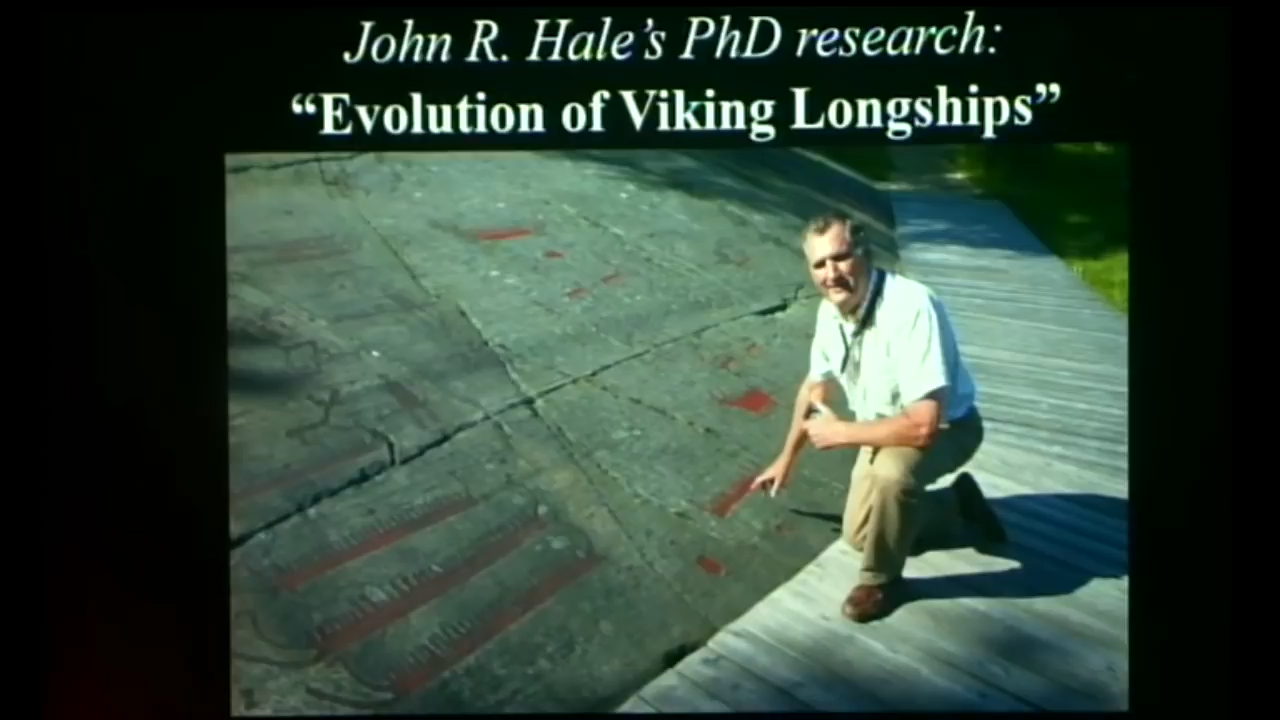 John R. Hale's PhD research:
“Evolution of Viking Longships”